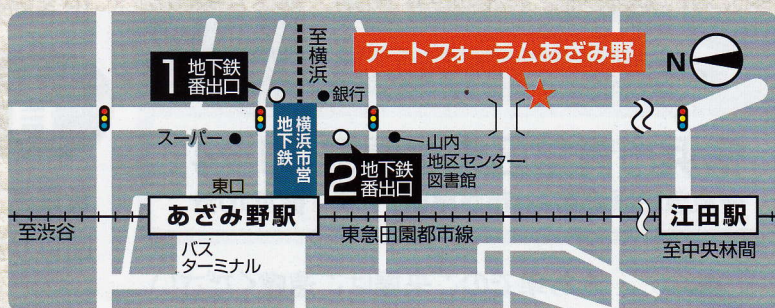 アートフォーラムあざみ野
N
至横浜
1 地下鉄
番出口
銀行
スーパー
横浜市営
地下鉄
2 地下鉄
番出口
山内
地区センター
図書館
東口
あざみ野駅
江田駅
至渋谷
バス
ターミナル
東急田園都市線
至中央林間